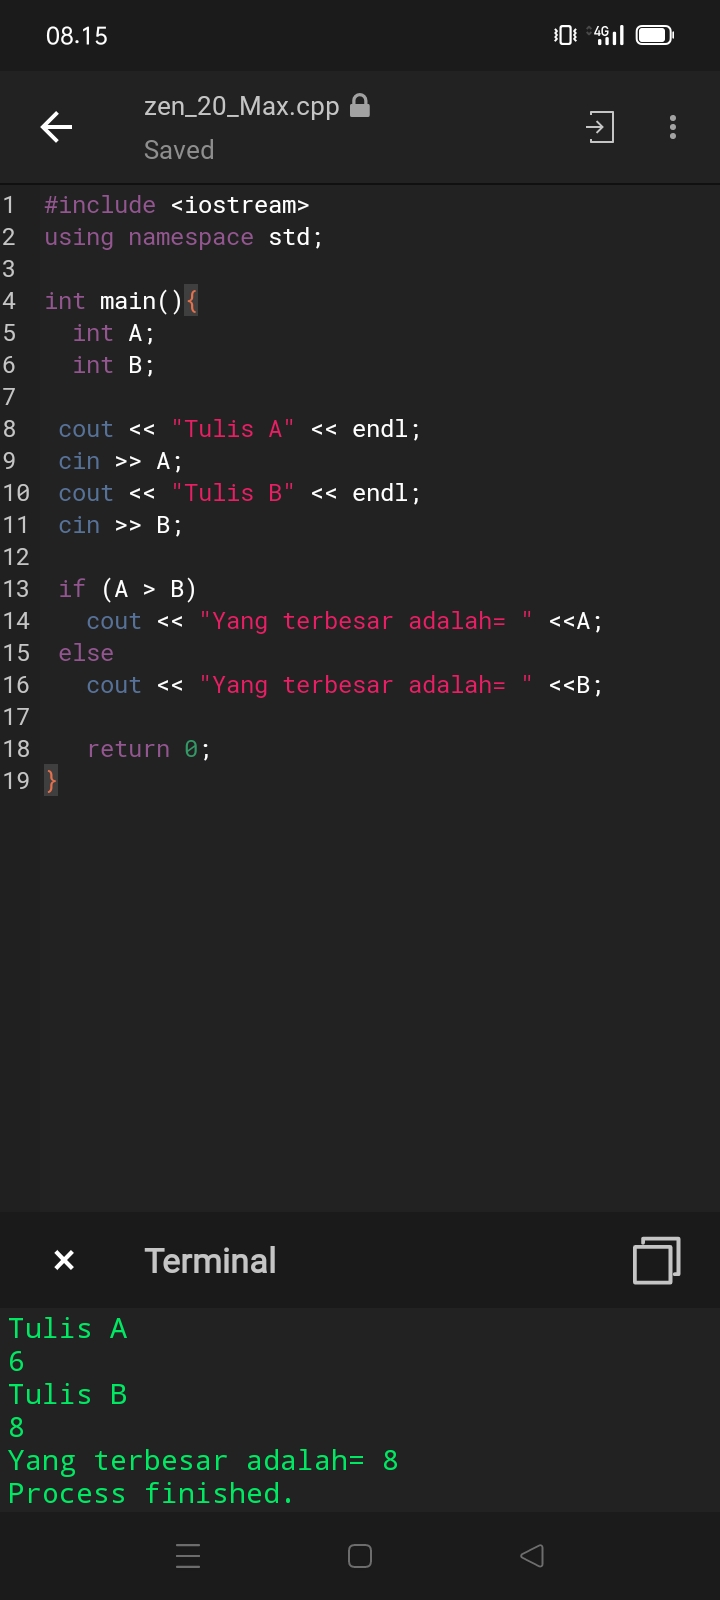 08.15
4G
zen_20_Max.cpp
Saved
1 #include <iostream>
2 using namespace std;
3
4 int main(){
5   int A;
6   int B;
7
8  cout << "Tulis A" << endl;
9  cin >> A;
10  cout << "Tulis B" << endl;
11  cin >> B;
12
13  if (A > B)
14    cout << "Yang terbesar adalah= " <<A;
15  else
16    cout << "Yang terbesar adalah= " <<B;
17
18    return 0;
19 }
Terminal
Tulis A
6
Tulis B
8
Yang terbesar adalah= 8
Process finished.